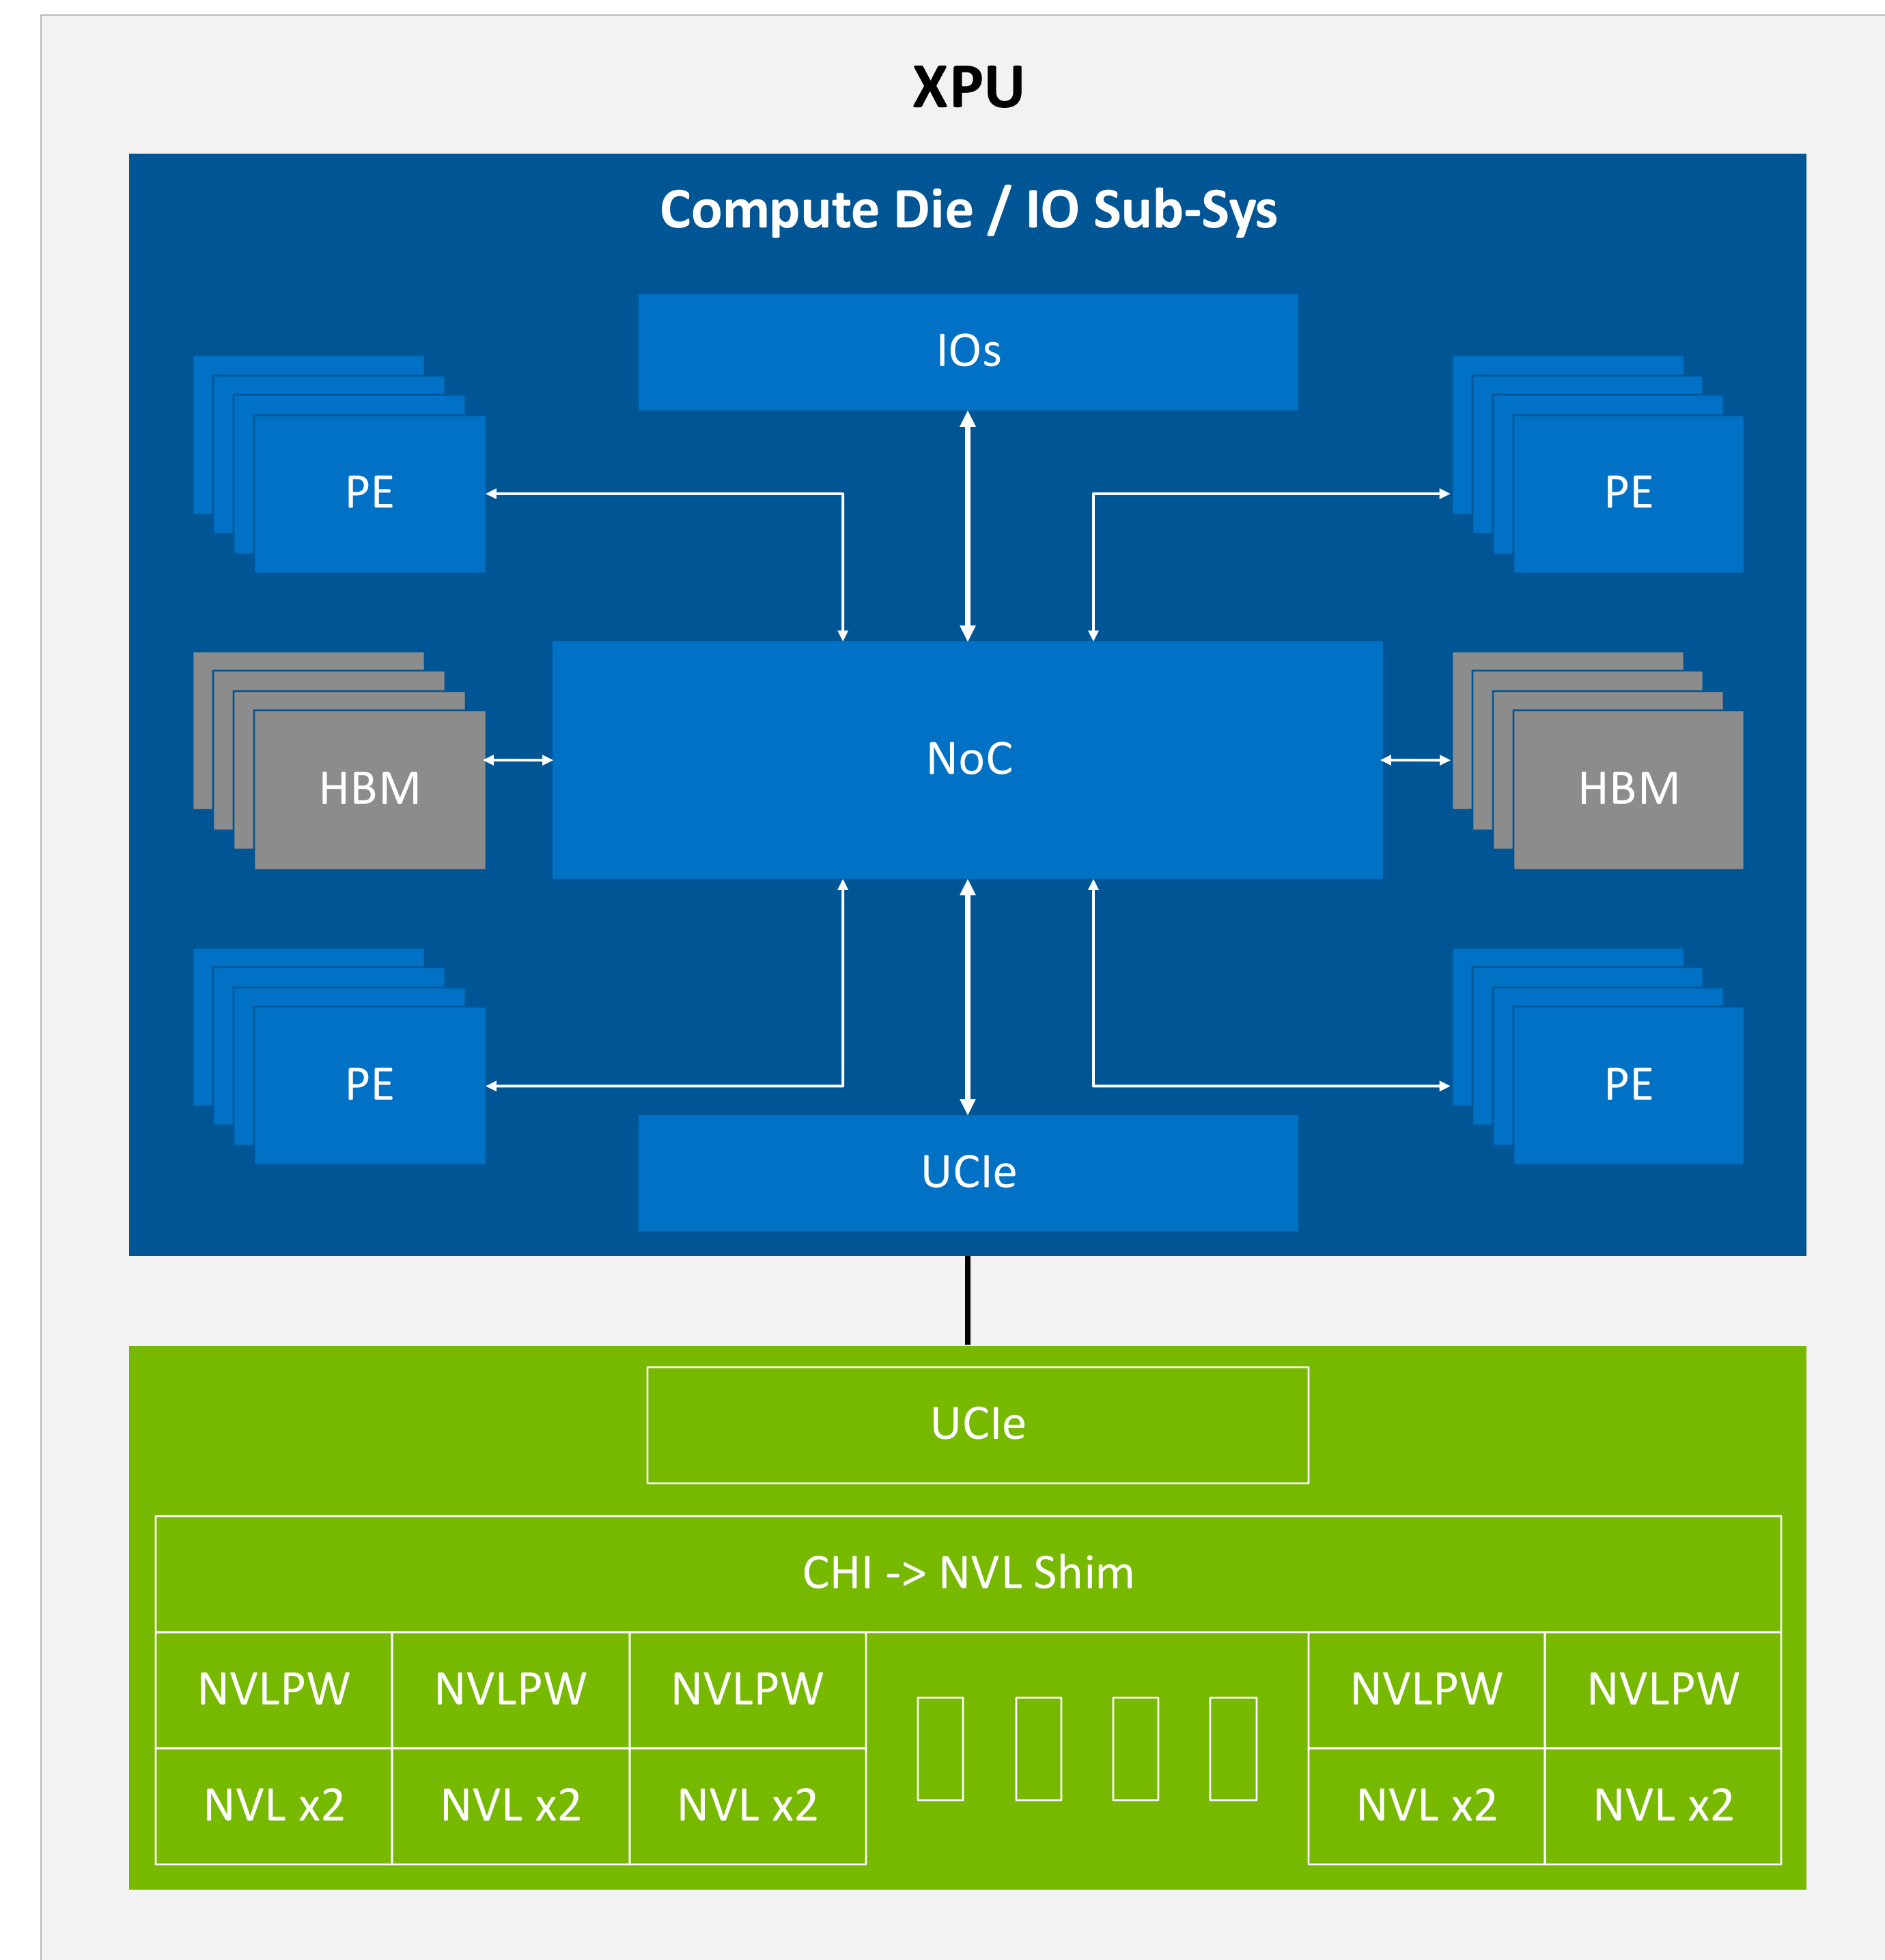 XPU
Compute Die / IO Sub-Sys
IOs
PE
PE
HBM
NoC
HBM
PE
PE
UCIe
UCIe
CHI -> NVL Shim
NVLPW
NVLPW
NVLPW
NVLPW
NVLPW
NVL x2
NVL x2
NVL x2
NVL x2
NVL x2